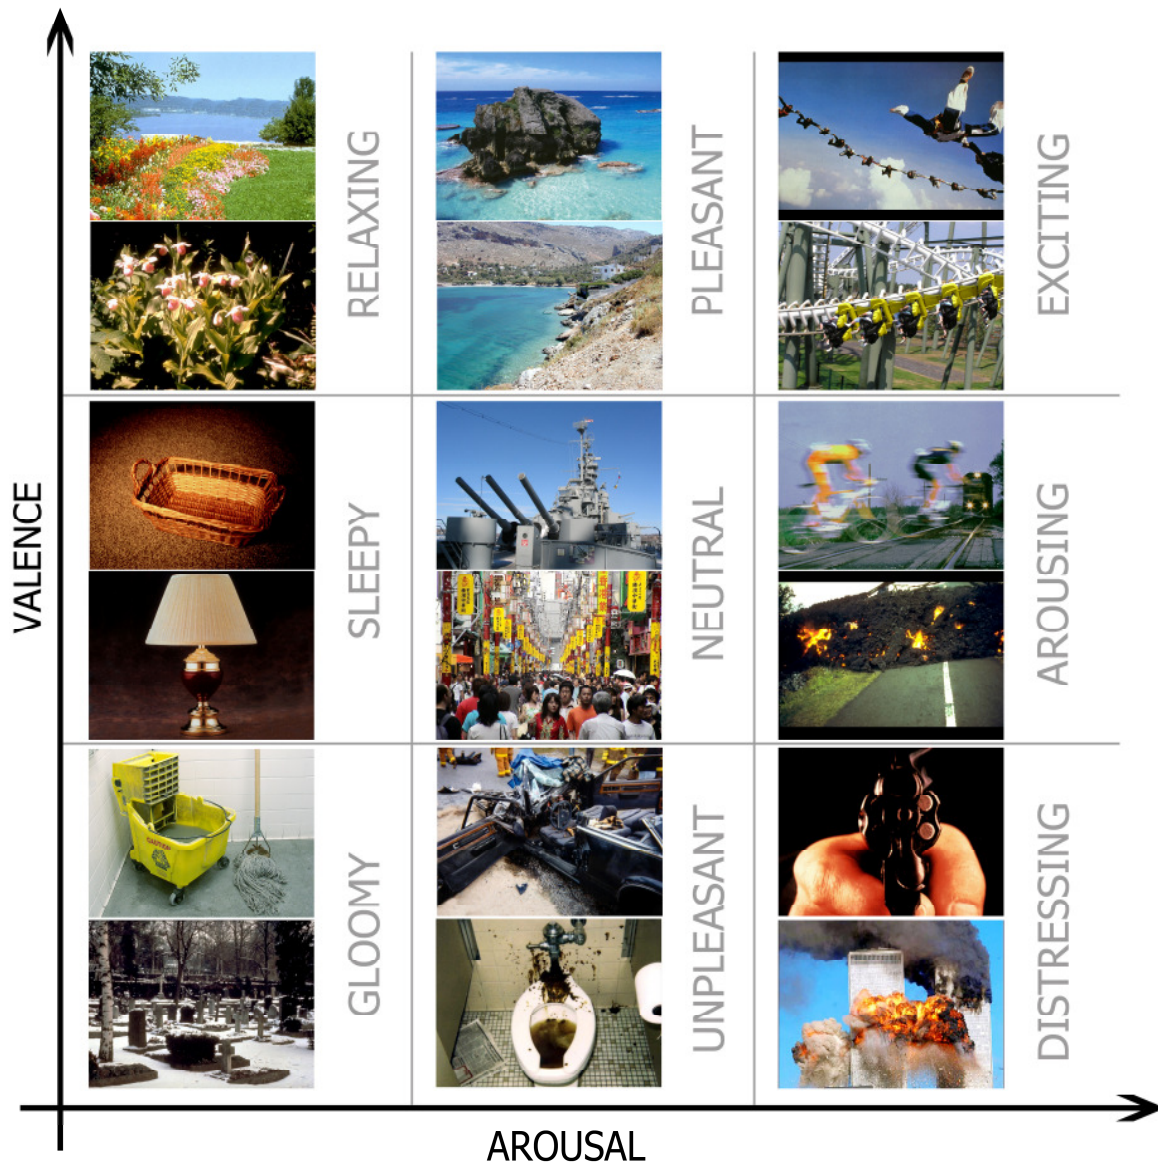 RELAXING
PLEASANT
EXCITING
VALENCE
SLEEPY
NEUTRAL
AROUSING
GLOOMY
UNPLEASANT
DISTRESSING
AROUSAL